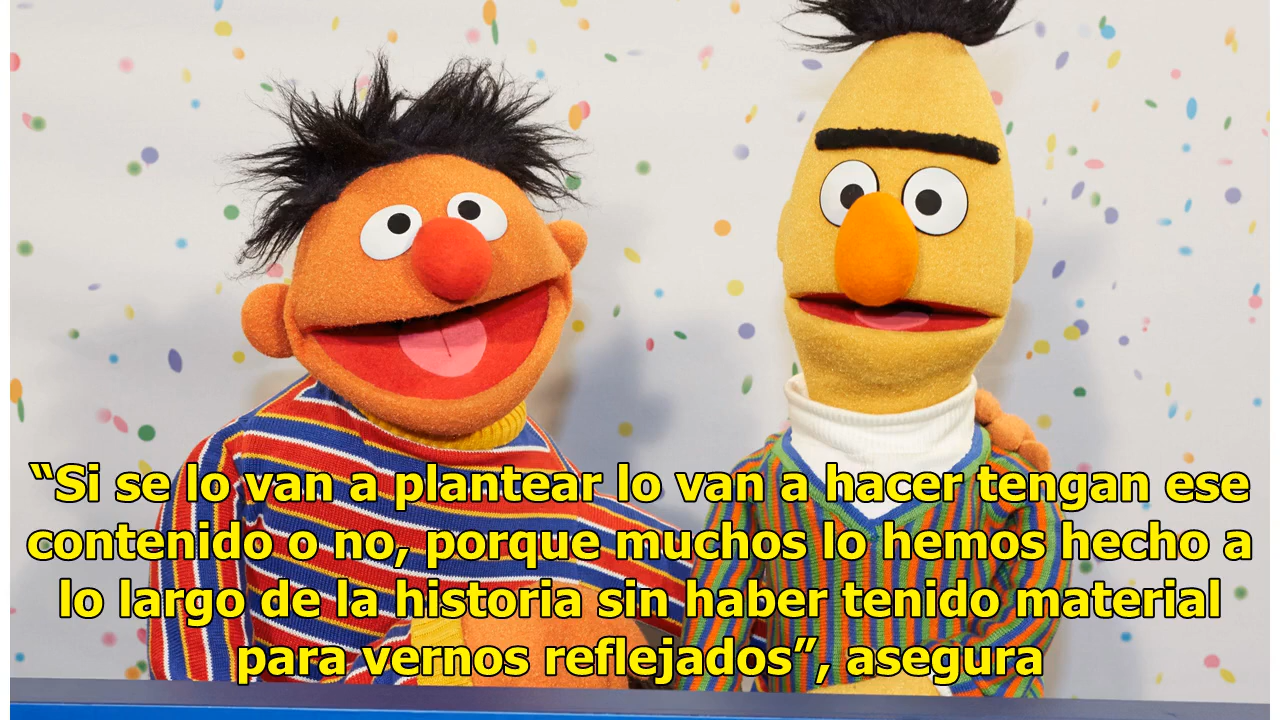 “Si se lo van a plantear lo van a hacer tengan ese
contenido o no, porque muchos lo hemos hecho a
lo largo de la historia sin haber tenido material
para vernos reflejados”, asegura